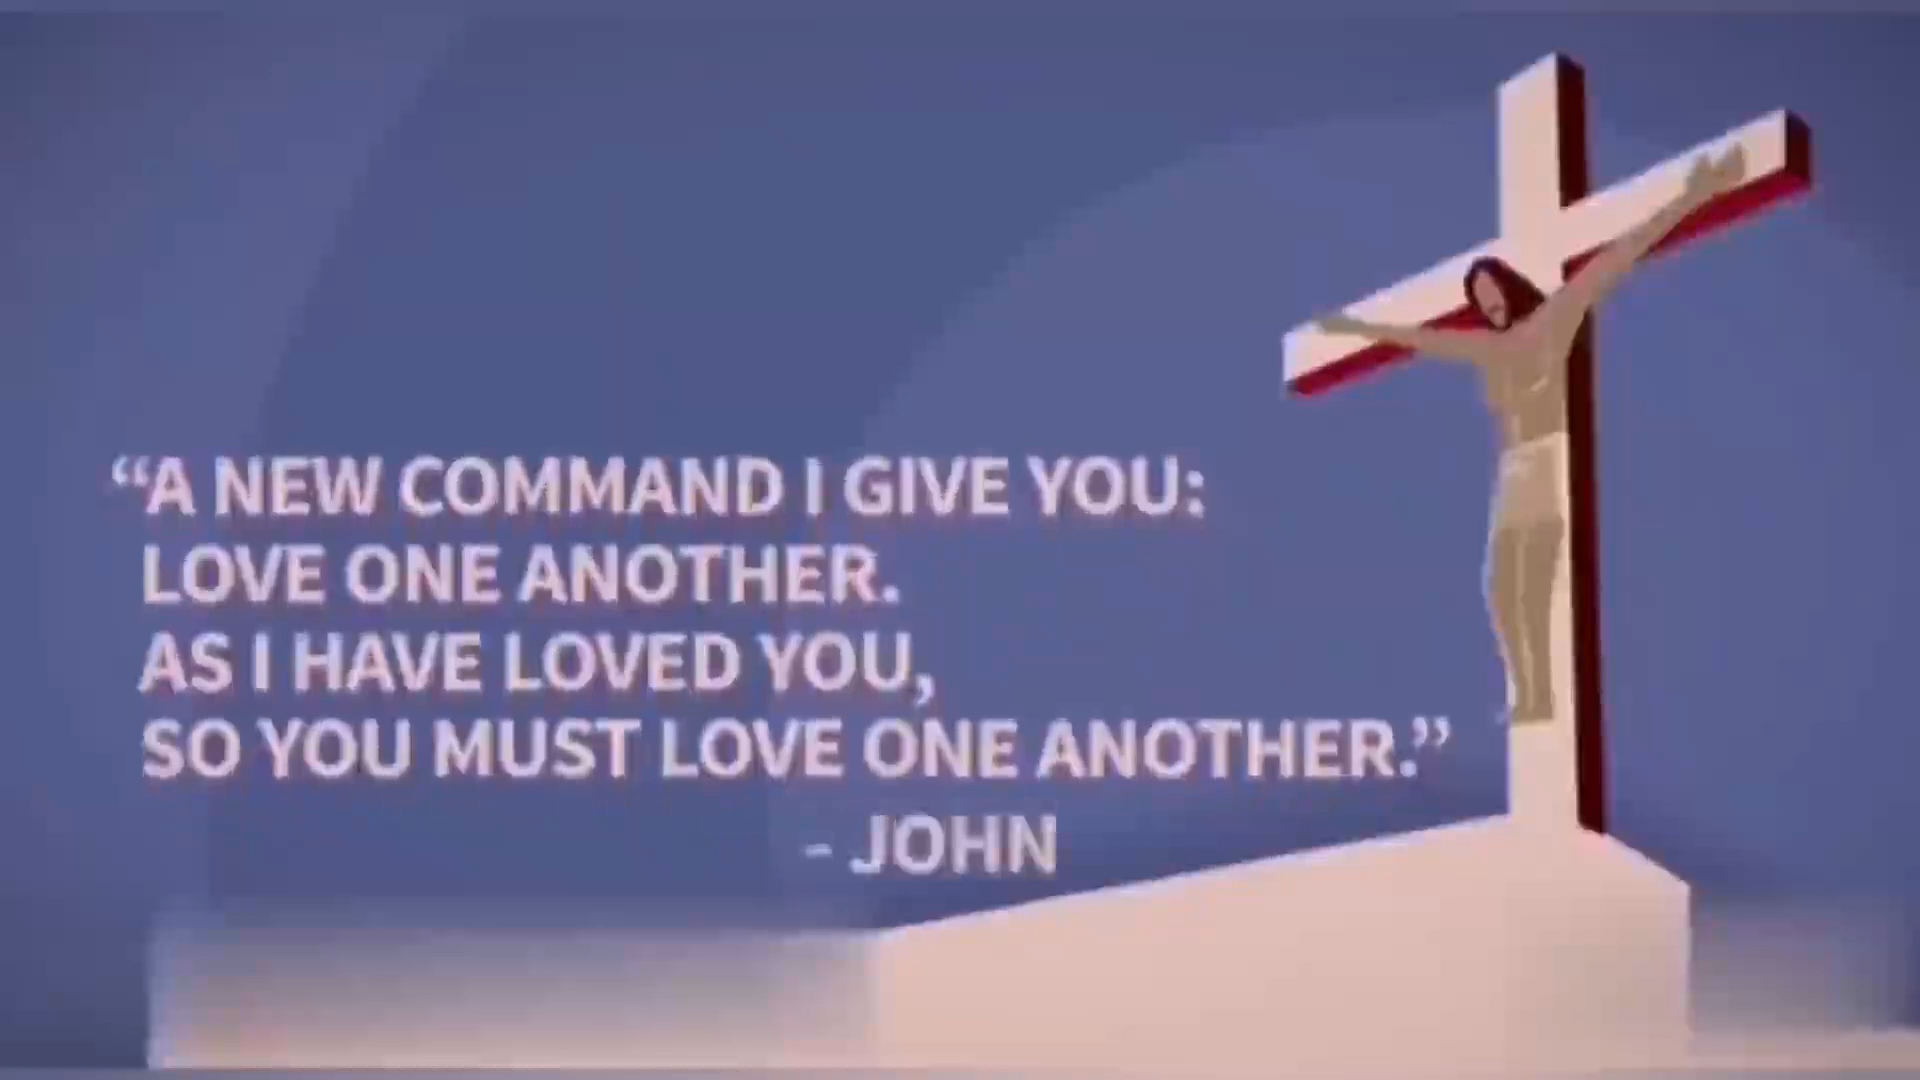 “A NEW COMMAND I GIVE YOU:
LOVE ONE ANOTHER.
AS I HAVE LOVED YOU,
SO YOU MUST LOVE ONE ANOTHER.”
- JOHN